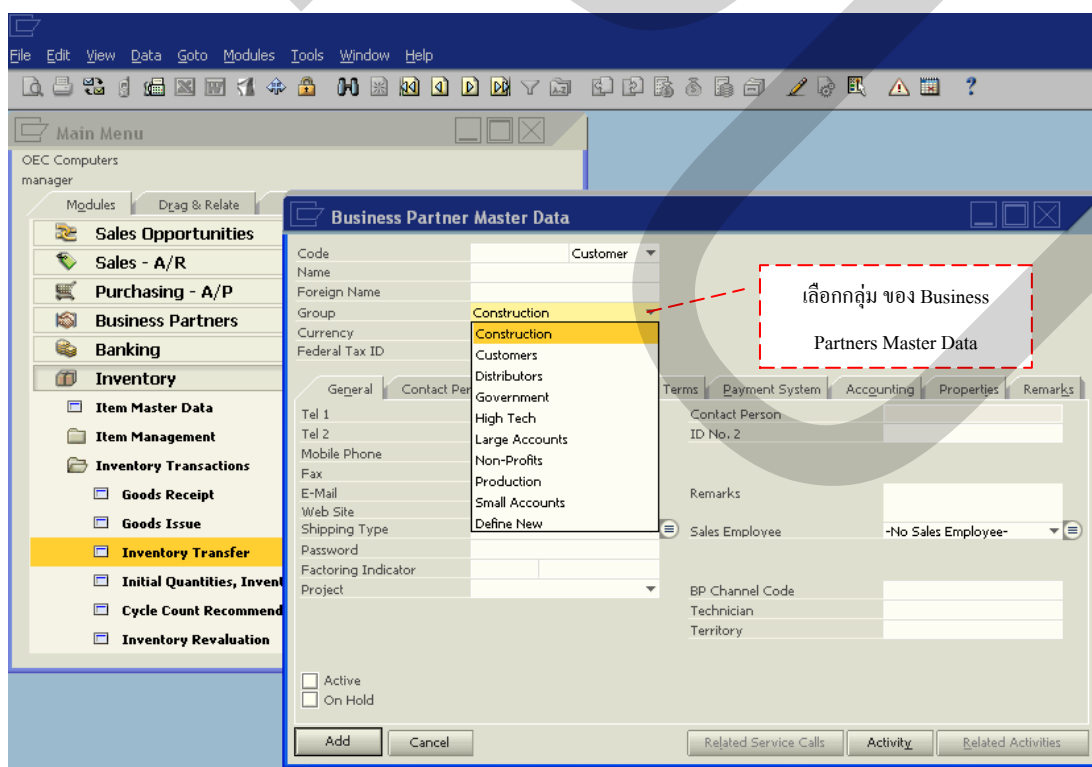 File Edit View Data Goto Modules Tools Window Help
Main Menu
OEC Computers
manager
Modules Drag & Relate
Sales Opportunities
Sales - A/R
Purchasing - A/P
Business Partners
Banking
Inventory
Item Master Data
Item Management
Inventory Transactions
Goods Receipt
Goods Issue
Inventory Transfer
Initial Quantities, Invent
Cycle Count Recommend
Inventory Revaluation
Business Partner Master Data
Code Customer
Name
Foreign Name
Group Construction
Currency
Federal Tax ID
Construction
Customers
Distributors
Government
High Tech
Large Accounts
Non-Profits
Production
Small Accounts
Define New
เลือกกลุ่ม ของ Business
Partners Master Data
General Contact Per Terms Payment System Accounting Properties Remarks
Tel 1
Tel 2
Mobile Phone
Fax
E-Mail
Web Site
Shipping Type
Password
Factoring Indicator
Project
Contact Person
ID No. 2
Remarks
Sales Employee -No Sales Employee-
BP Channel Code
Technician
Territory
Active
On Hold
Add Cancel Related Service Calls Activity Related Activities